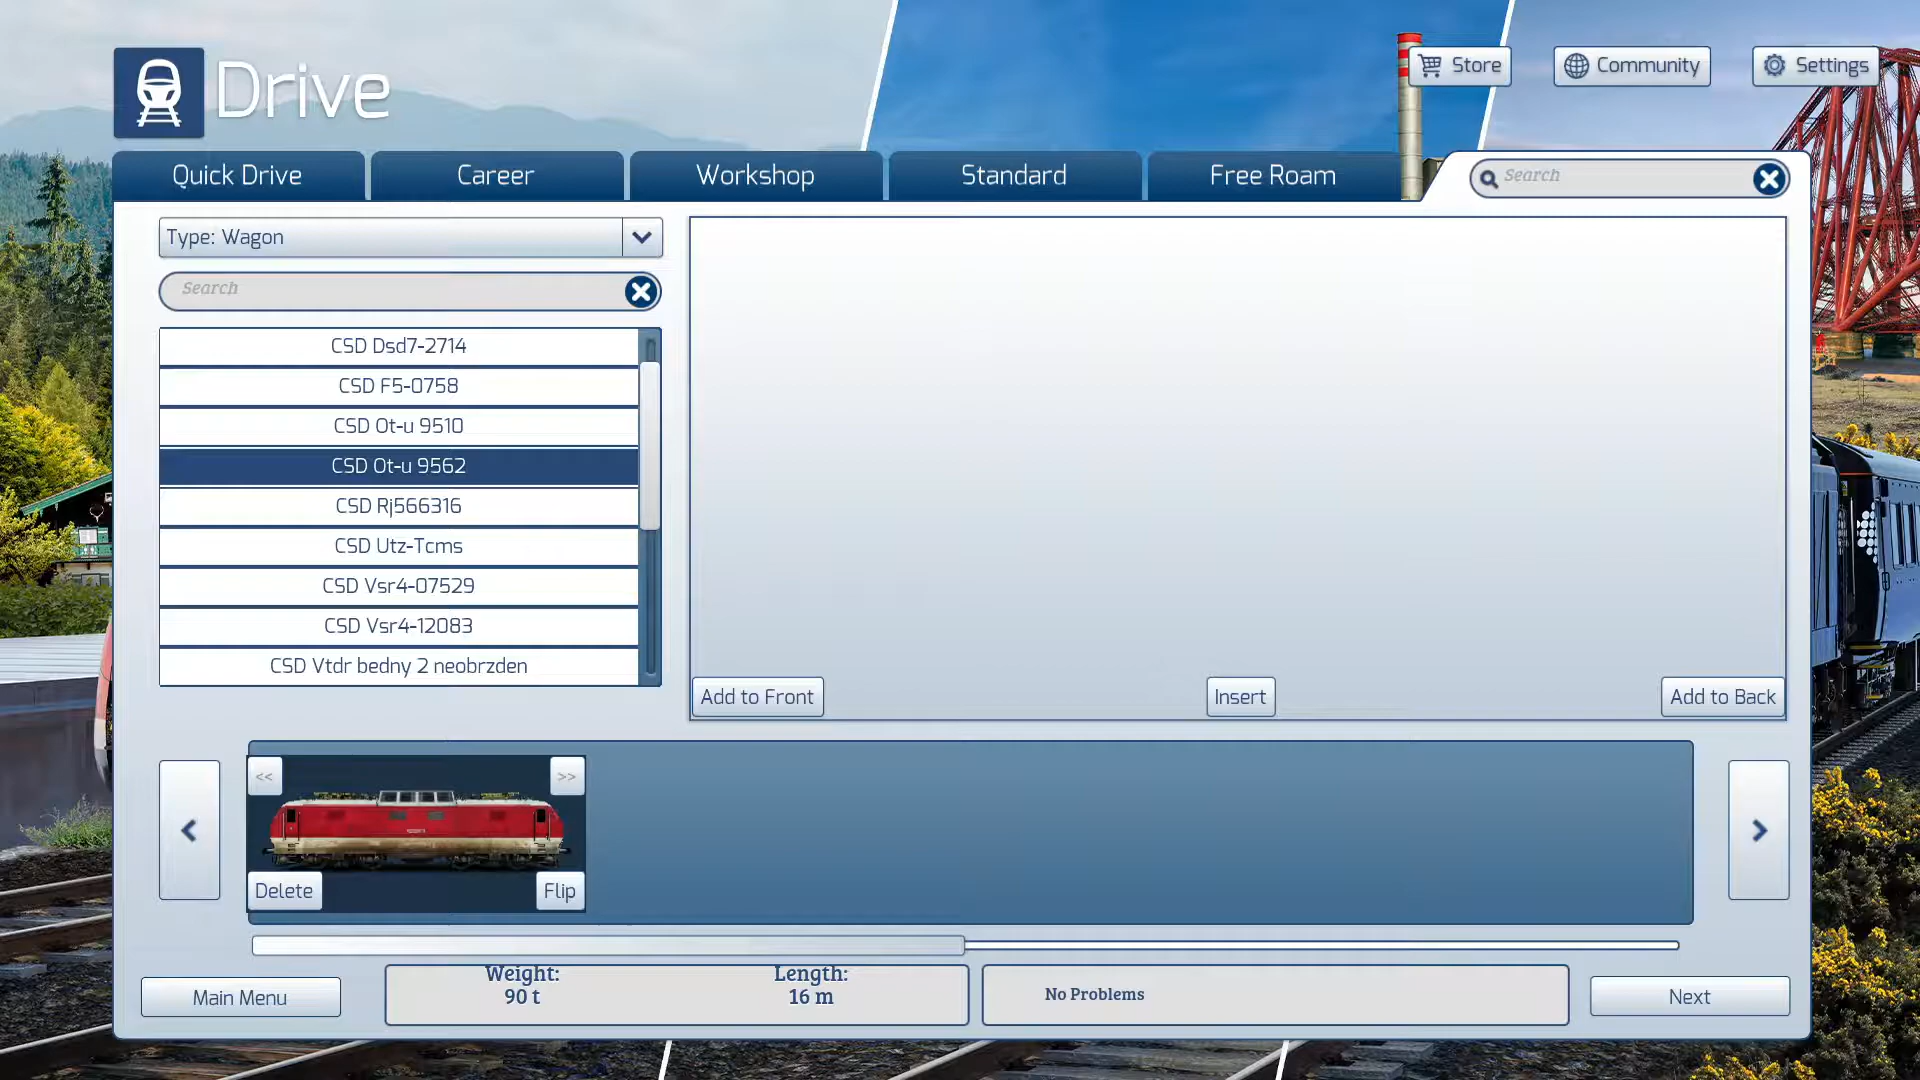 Drive
Store
Community
Settings
Quick Drive
Career
Workshop
Standard
Free Roam
Search
Type: Wagon
Search
CSD Dsd7-2714
CSD F5-0758
CSD Ot-u 9510
CSD Ot-u 9562
CSD Rj566316
CSD Utz-Tcms
CSD Vsr4-07529
CSD Vsr4-12083
CSD Vtdr bedny 2 neobrzden
Add to Front
Insert
Add to Back
<<
>>
Delete
Flip
Main Menu
Weight:
90 t
Length:
16 m
No Problems
Next